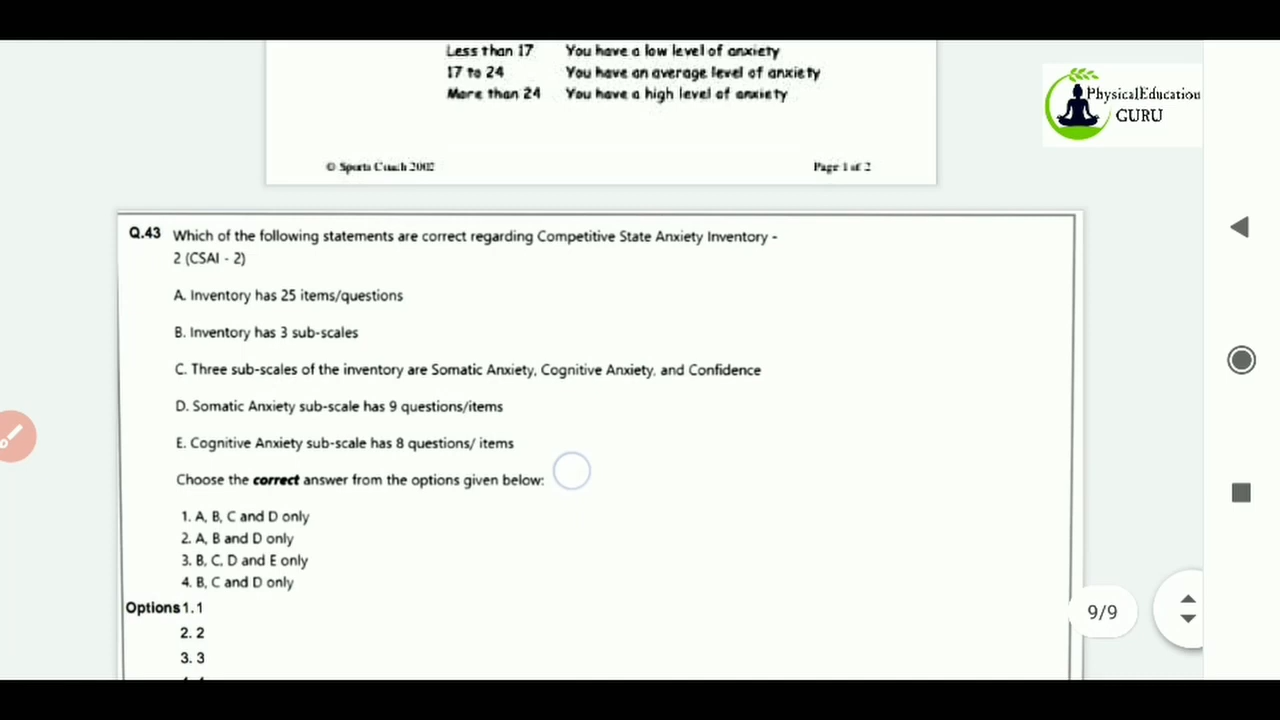 Less than 17 You have a low level of anxiety
17 to 24 You have an average level of anxiety
More than 24 You have a high level of anxiety
PhysicalEducation
GURU
© Sports Coach 2002 Page 1 of 2
Q.43 Which of the following statements are correct regarding Competitive State Anxiety Inventory -
2 (CSAI - 2)
A. Inventory has 25 items/questions
B. Inventory has 3 sub-scales
C. Three sub-scales of the inventory are Somatic Anxiety, Cognitive Anxiety, and Confidence
D. Somatic Anxiety sub-scale has 9 questions/items
E. Cognitive Anxiety sub-scale has 8 questions/ items
Choose the correct answer from the options given below:
1. A, B, C and D only
2. A, B and D only
3. B, C, D and E only
4. B, C and D only
Options 1. 1
2. 2
3. 3
9/9